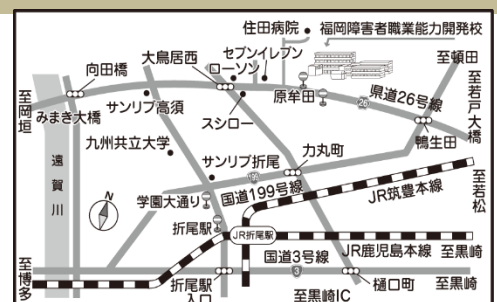 住田病院
福岡障害者職業能力開発校
セブンイレブン
大鳥居西
ローソン
至頓田
向田橋
至若戸大橋
至岡垣
みまき大橋
サンリブ高須
原牟田
26
県道26号線
スシロー
鴨生田
九州共立大学
遠賀川
サンリブ折尾
力丸町
199
N
学園大通り
国道199号線
JR筑豊本線
至若松
折尾駅
JR折尾駅
JR鹿児島本線
至黒崎
国道3号線
至博多
折尾駅入口
3
樋口町
至黒崎
至黒崎IC